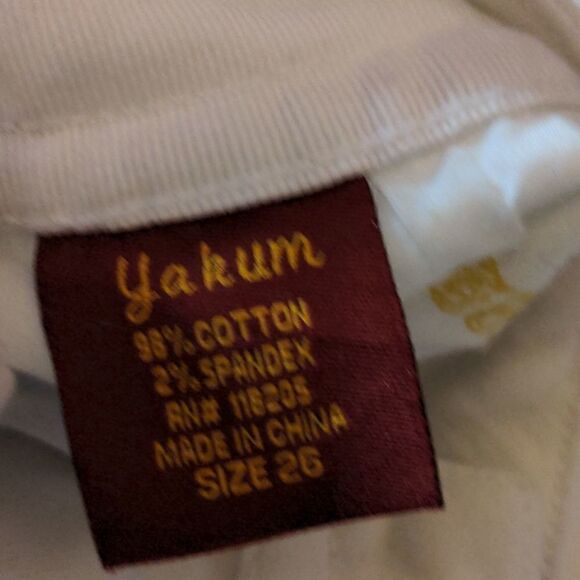 Yakum
98% COTTON
2% SPANDEX
RN# 118205
MADE IN CHINA
SIZE 26